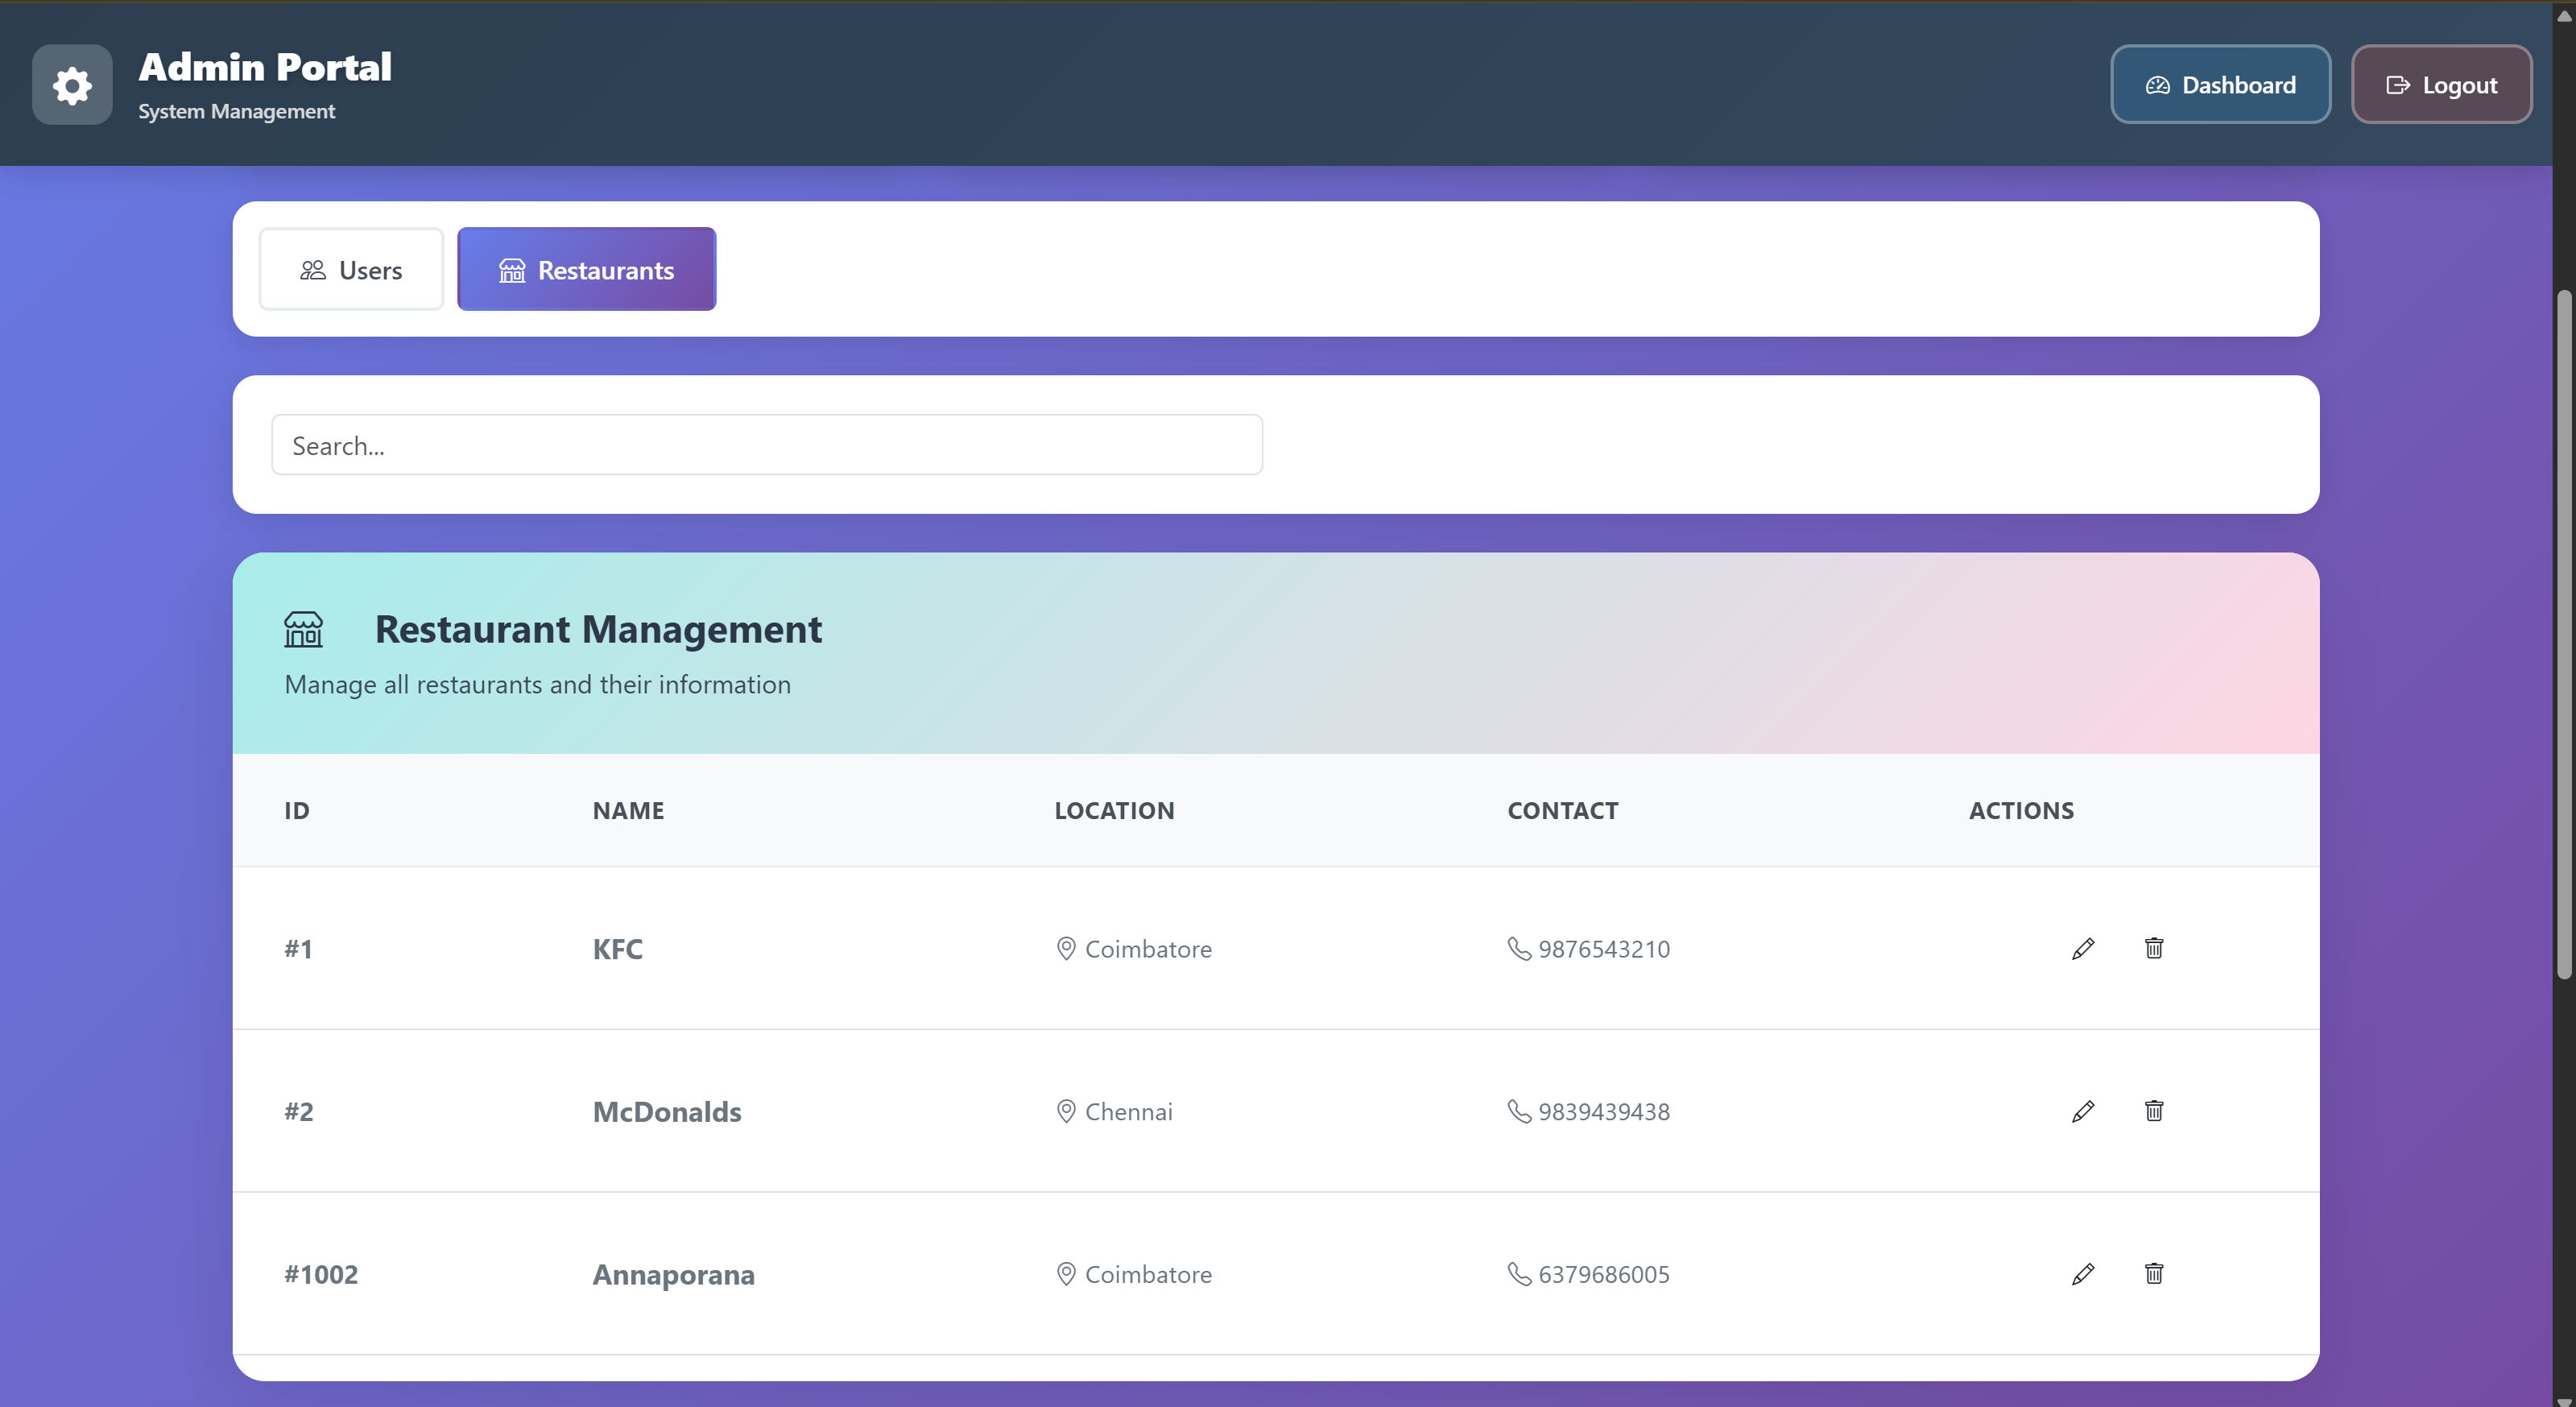 Admin Portal
System Management
Dashboard
Logout
Users
Restaurants
Search...
Restaurant Management
Manage all restaurants and their information
ID NAME LOCATION CONTACT ACTIONS
#1 KFC Coimbatore 9876543210
#2 McDonalds Chennai 9839439438
#1002 Annaporana Coimbatore 6379686005